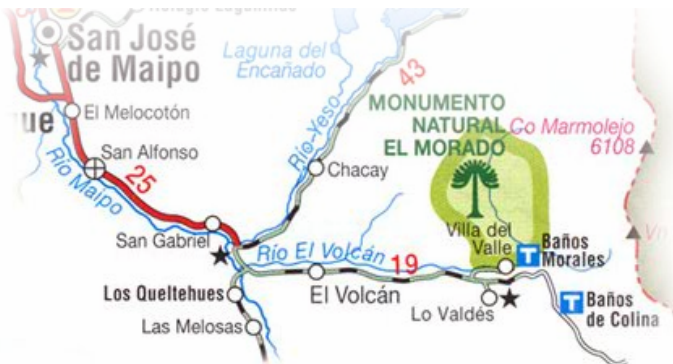 San José
de Maipo
Laguna del
Encañado
43
MONUMENTO
NATURAL
EL MORADO
Co Marmolejo
6108
El Melocotón
ue
Río Yeso
San Alfonso
25
Río Maipo
Chacay
San Gabriel
Villa del
Valle
T Baños
Morales
Río El Volcán
19
Los Queltehues
El Volcán
Lo Valdés
T Baños
de Colina
Las Melosas